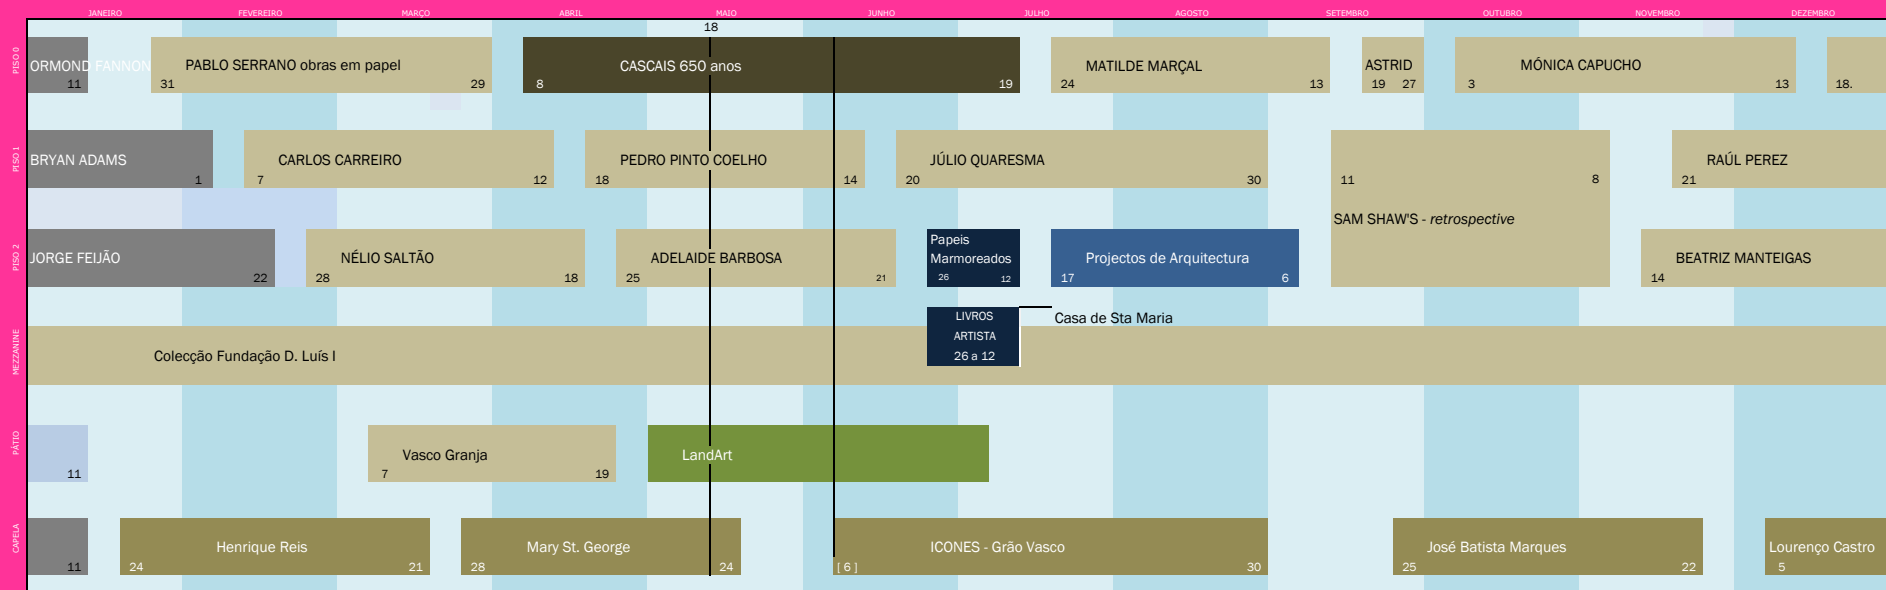 JANEIRO FEVEREIRO MARÇO ABRIL MAIO JUNHO JULHO AGOSTO SETEMBRO OUTUBRO NOVEMBRO DEZEMBRO
18
PISO 0
ORMOND FANNON PABLO SERRANO obras em papel CASCAIS 650 anos MATILDE MARÇAL ASTRID MÓNICA CAPUCHO
11 31 29 8 19 24 13 19 27 3 13 18.
PISO 1
BRYAN ADAMS CARLOS CARREIRO PEDRO PINTO COELHO JÚLIO QUARESMA RAÚL PEREZ
1 7 12 18 14 20 30 11 8 21
SAM SHAW'S - retrospective
PISO 2
Papeis
Marmoreados
JORGE FEIJÃO NÉLIO SALTÃO ADELAIDE BARBOSA Projectos de Arquitectura BEATRIZ MANTEIGAS
22 28 18 25 21 26 12 17 6 14
MEZZANINE
LIVROS
ARTISTA
26 a 12
Casa de Sta Maria
Colecção Fundação D. Luís I
PÁTIO
Vasco Granja LandArt
11 7 19
CAPELA
Henrique Reis Mary St. George ICONES - Grão Vasco José Batista Marques Lourenço Castro
11 24 21 28 24 [ 6 ] 30 25 22 5